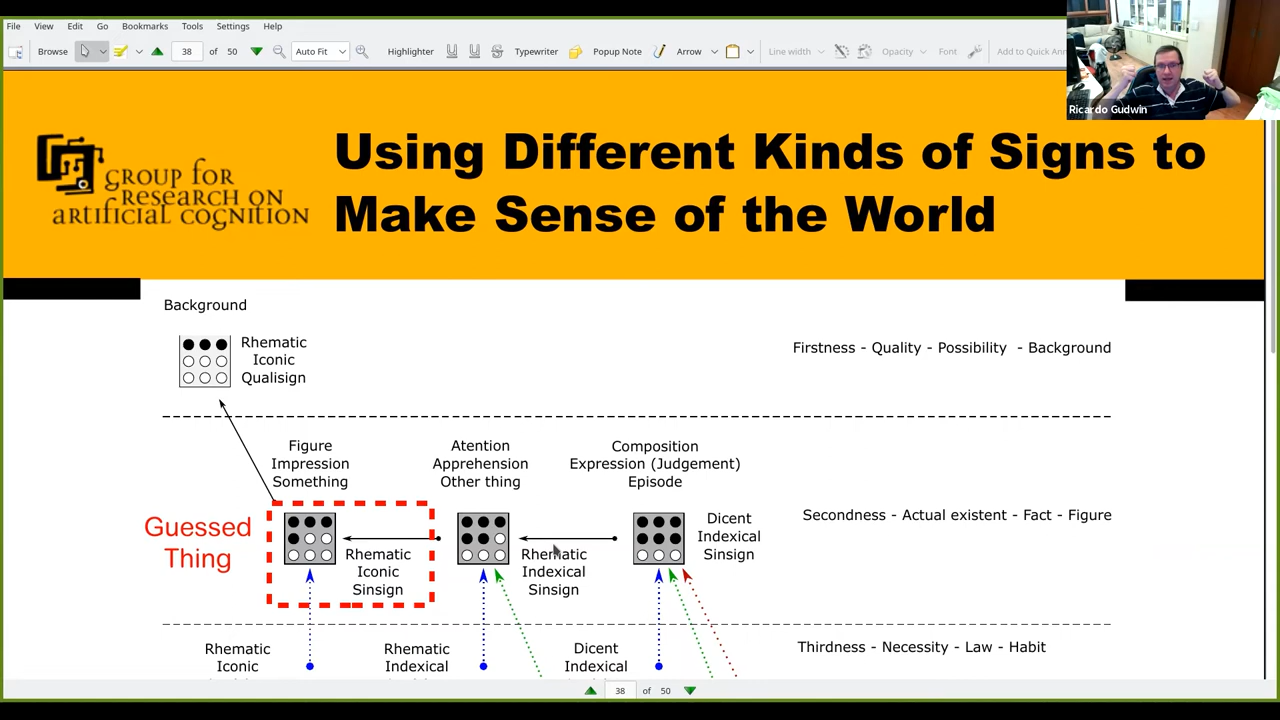 File View Edit Go Bookmarks Tools Settings Help
Browse 38 of 50 Auto Fit Highlighter Typewriter Popup Note Arrow Line width Opacity Font Add to Quick
Ricardo Gudwin
GROUP FOR
RESEARCH ON
ARTIFICIAL COGNITION
Using Different Kinds of Signs to
Make Sense of the World
Background
Rhematic
Iconic
Qualisign
Firstness - Quality - Possibility - Background
Figure
Impression
Something
Atention
Apprehension
Other thing
Composition
Expression (Judgement)
Episode
Guessed
Thing
Rhematic
Iconic
Sinsign
Rhematic
Indexical
Sinsign
Dicent
Indexical
Sinsign
Secondness - Actual existent - Fact - Figure
Rhematic
Iconic
Rhematic
Indexical
Dicent
Indexical
Thirdness - Necessity - Law - Habit
38 of 50